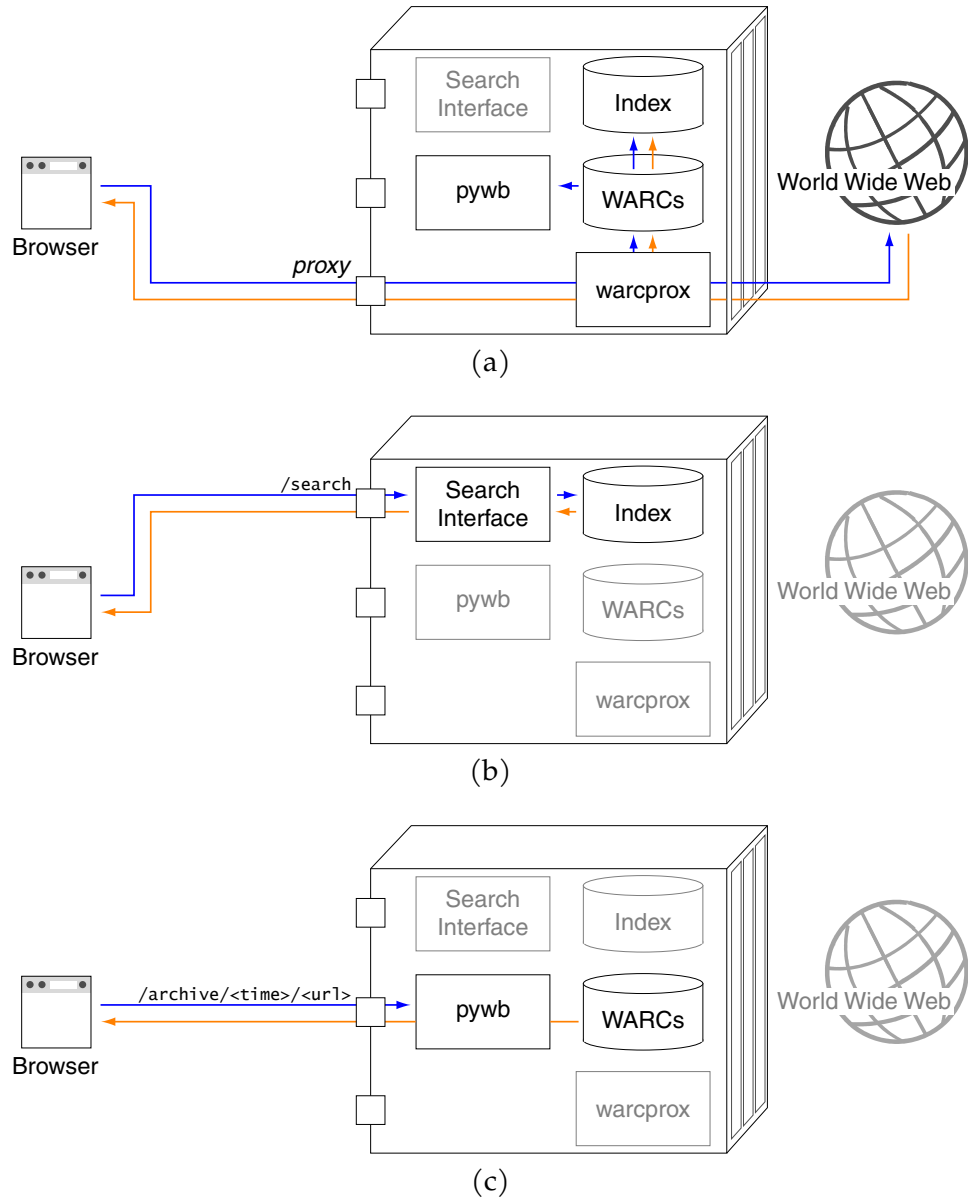 Search
Interface
Index
pywb
WARCs
World Wide Web
Browser
proxy
warcprox
(a)
/search
Search
Interface
Index
pywb
WARCs
World Wide Web
Browser
warcprox
(b)
Search
Interface
Index
/archive/<time>/<url>
pywb
WARCs
World Wide Web
Browser
warcprox
(c)